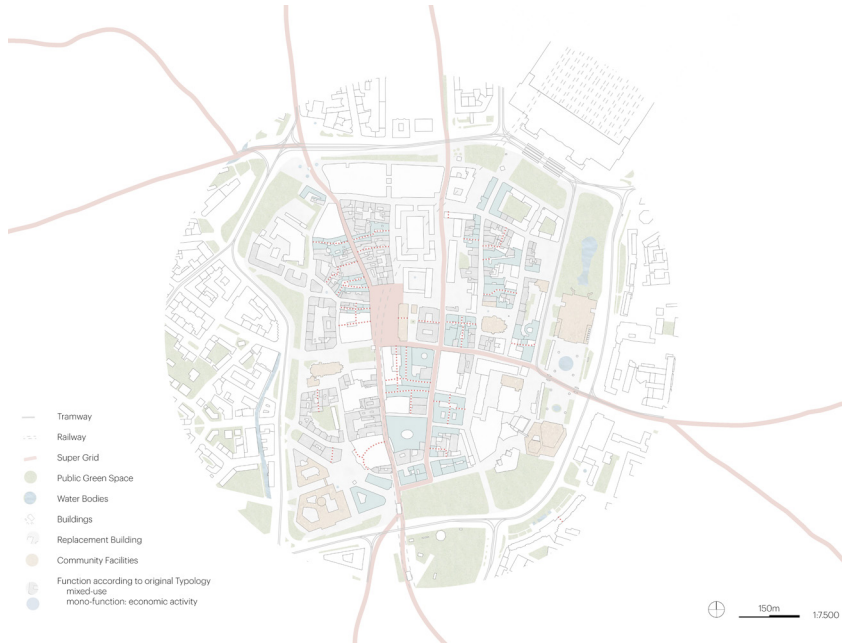 Tramway
Railway
Super Grid
Public Green Space
Water Bodies
Buildings
Replacement Building
Community Facilities
Function according to original Typology
mixed-use
mono-function: economic activity
150m
1:7.500